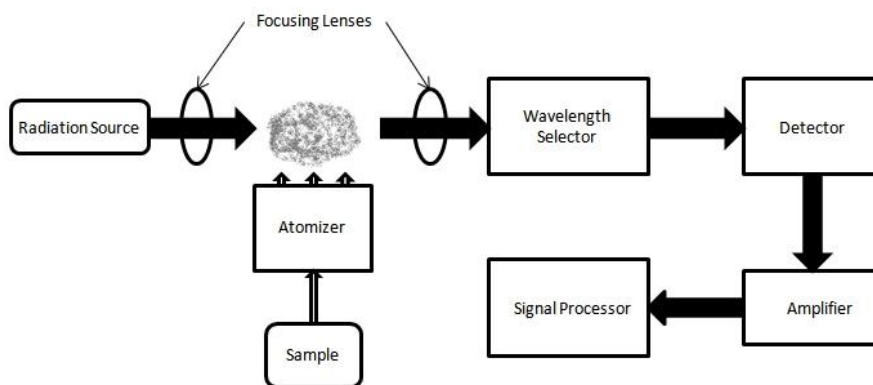 Focusing Lenses
Radiation Source
Wavelength
Selector
Detector
Atomizer
Signal Processor
Amplifier
Sample